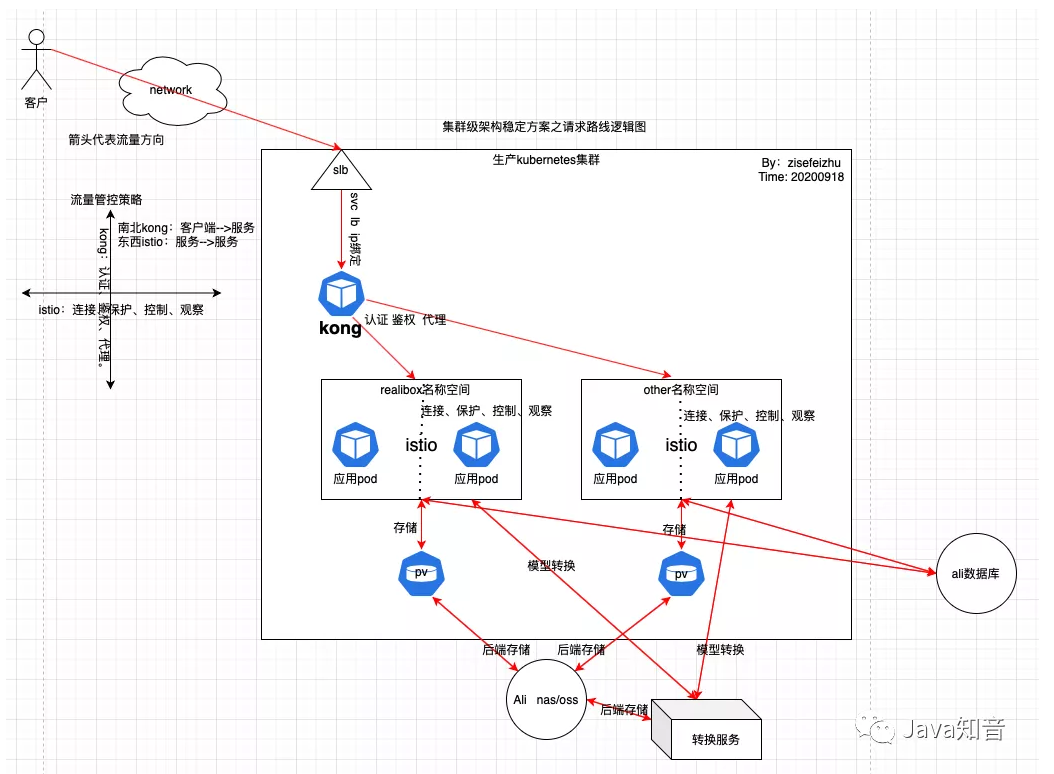 客户
network
箭头代表流量方向
集群级架构稳定方案之请求路线逻辑图
生产kubernetes集群
By：zisefeizhu
Time: 20200918
slb
svc lb ip绑定
流量管控策略
南北kong：客户端-->服务
东西istio：服务-->服务
kong：认证、鉴权、代理。
istio：连接、保护、控制、观察
kong
认证 鉴权 代理
realibox名称空间
连接、保护、控制、观察
istio
应用pod
应用pod
other名称空间
连接、保护、控制、观察
istio
应用pod
应用pod
存储
存储
pv
pv
模型转换
ali数据库
后端存储
后端存储
模型转换
Ali nas/oss
后端存储
转换服务
Java知音